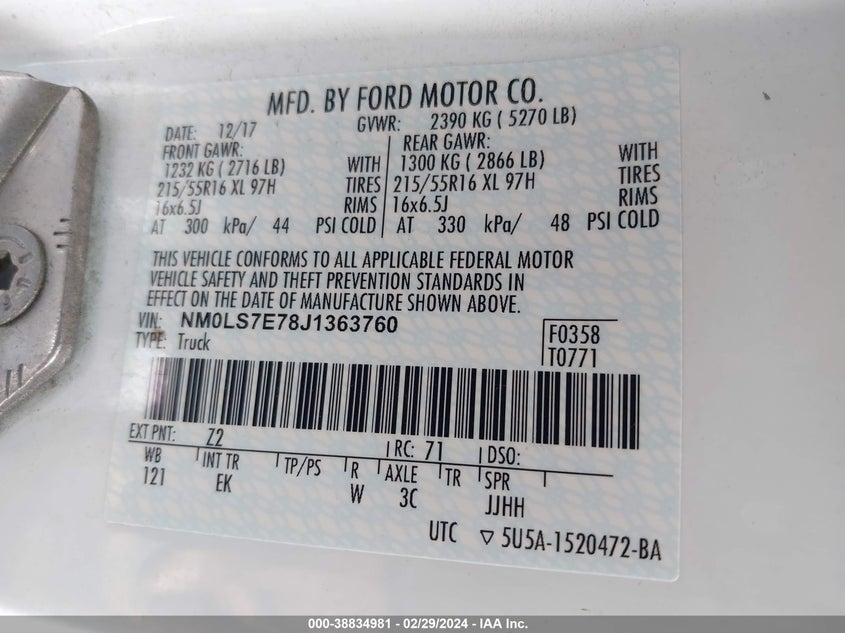 MFD. BY FORD MOTOR CO.
DATE: 12/17 GVWR: 2390 KG ( 5270 LB)
FRONT GAWR: REAR GAWR:
1232 KG ( 2716 LB) WITH 1300 KG ( 2866 LB) WITH
215/55R16 XL 97H TIRES 215/55R16 XL 97H TIRES
16x6.5J RIMS 16x6.5J RIMS
AT 300 kPa/ 44 PSI COLD AT 330 kPa/ 48 PSI COLD
THIS VEHICLE CONFORMS TO ALL APPLICABLE FEDERAL MOTOR
VEHICLE SAFETY AND THEFT PREVENTION STANDARDS IN
EFFECT ON THE DATE OF MANUFACTURE SHOWN ABOVE.
VIN: NM0LS7E78J1363760 F0358
TYPE: Truck T0771
EXT PNT: Z2 RC: 71 DSO:
WB INT TR TP/PS R AXLE TR SPR
121 EK W 3C JJHH
UTC ▽ 5U5A-1520472-BA
000-38834981 - 02/29/2024 - IAA Inc.